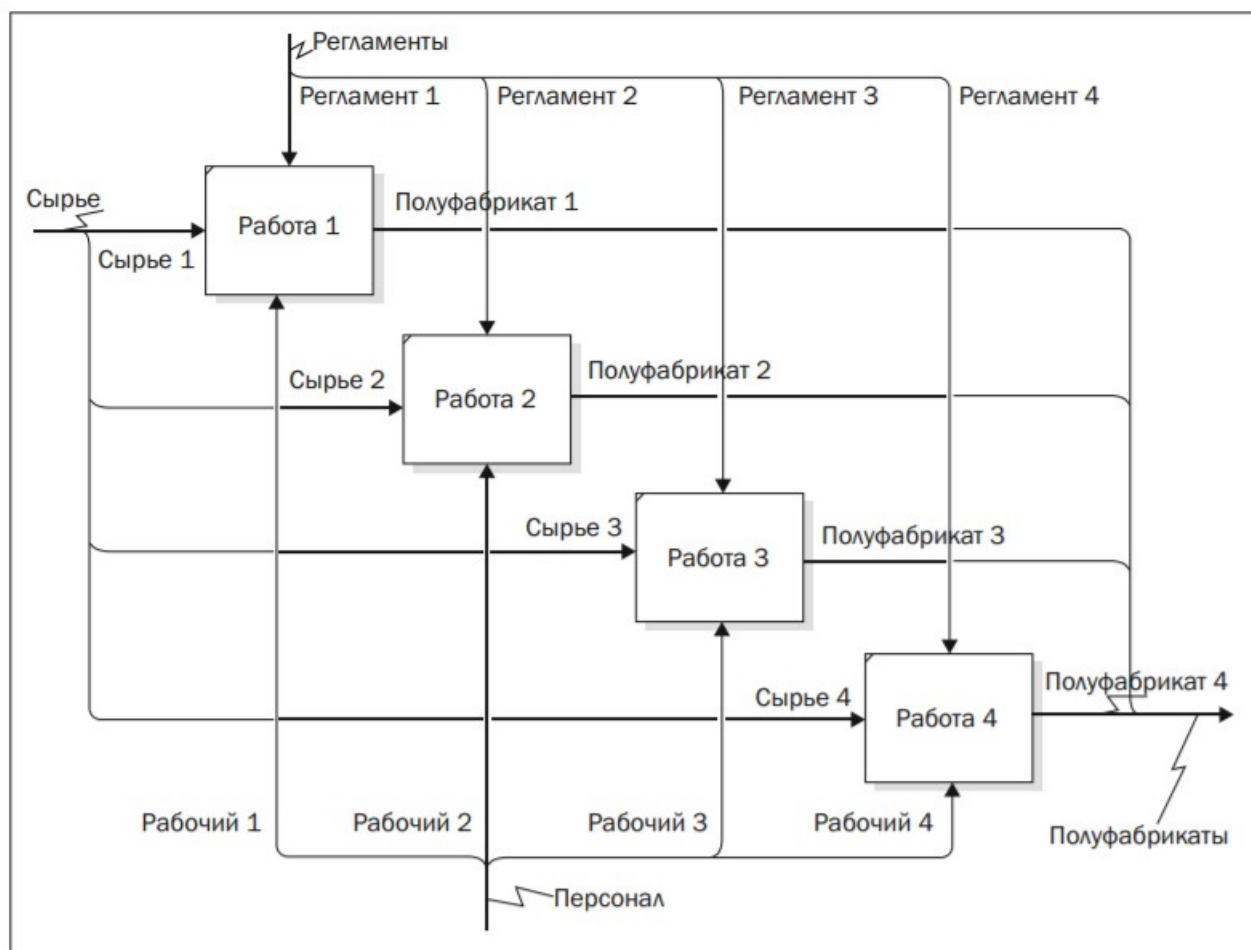 Регламенты
Регламент 1
Регламент 2
Регламент 3
Регламент 4
Сырье
Полуфабрикат 1
Работа 1
Сырье 1
Сырье 2
Полуфабрикат 2
Работа 2
Сырье 3
Полуфабрикат 3
Работа 3
Сырье 4
Полуфабрикат 4
Работа 4
Рабочий 1
Рабочий 2
Рабочий 3
Рабочий 4
Полуфабрикаты
Персонал